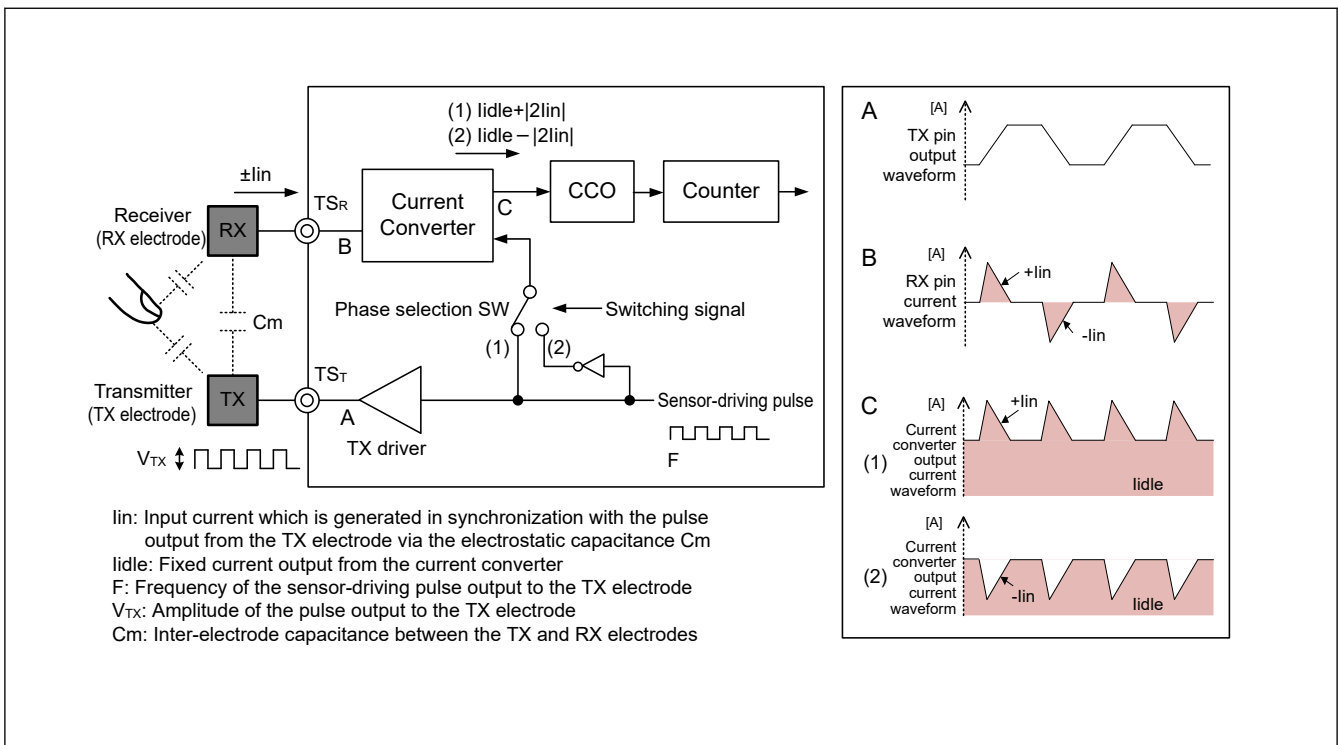 (1) Iidle+|2Iin|
(2) Iidle – |2Iin|
±Iin
Receiver
(RX electrode)
RX
TSR
B
Current
Converter
C
CCO
Counter
Phase selection SW
Switching signal
(1)
(2)
Cm
Transmitter
(TX electrode)
TX
TST
A
TX driver
Sensor-driving pulse
F
VTX
Iin: Input current which is generated in synchronization with the pulse
output from the TX electrode via the electrostatic capacitance Cm
Iidle: Fixed current output from the current converter
F: Frequency of the sensor-driving pulse output to the TX electrode
VTX: Amplitude of the pulse output to the TX electrode
Cm: Inter-electrode capacitance between the TX and RX electrodes
A
[A]
TX pin
output
waveform
B
[A]
RX pin
current
waveform
+Iin
-Iin
C
[A]
(1)
Current
converter
output
current
waveform
+Iin
Iidle
[A]
(2)
Current
converter
output
current
waveform
-Iin
Iidle